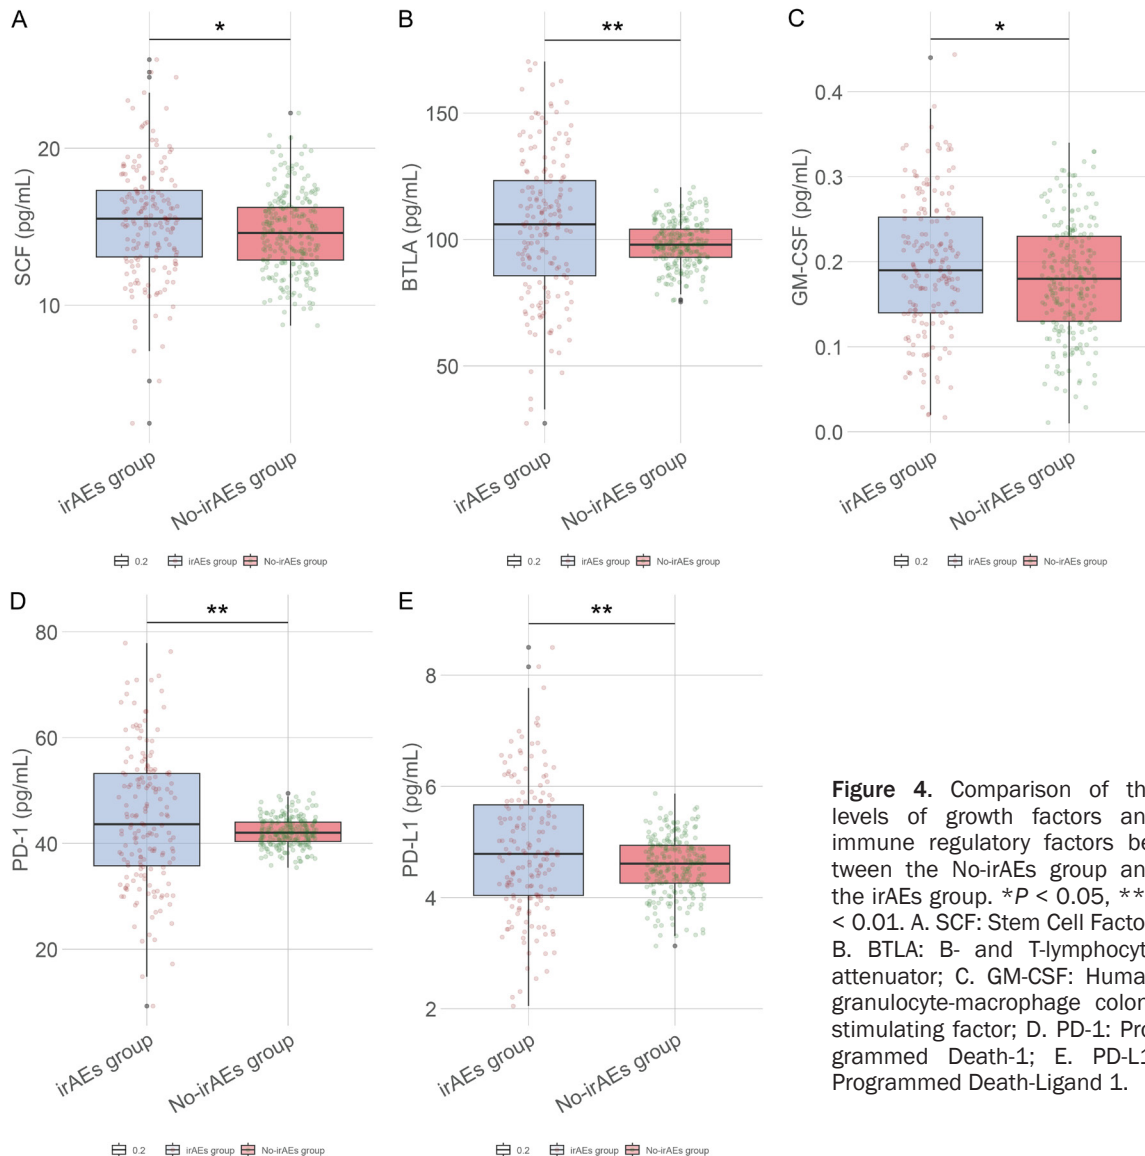 A
*
SCF (pg/mL)
20
10
irAEs group
No-irAEs group
0.2 irAEs group No-irAEs group
B
**
BTLA (pg/mL)
150
100
50
irAEs group
No-irAEs group
0.2 irAEs group No-irAEs group
C
*
GM-CSF (pg/mL)
0.4
0.3
0.2
0.1
0.0
irAEs group
No-irAEs group
0.2 irAEs group No-irAEs group
D
**
PD-1 (pg/mL)
80
60
40
20
irAEs group
No-irAEs group
0.2 irAEs group No-irAEs group
E
**
PD-L1 (pg/mL)
8
6
4
2
irAEs group
No-irAEs group
0.2 irAEs group No-irAEs group
Figure 4. Comparison of th
levels of growth factors an
immune regulatory factors be
tween the No-irAEs group an
the irAEs group. *P < 0.05, **
< 0.01. A. SCF: Stem Cell Facto
B. BTLA: B- and T-lymphocyt
attenuator; C. GM-CSF: Huma
granulocyte-macrophage colon
stimulating factor; D. PD-1: Pro
grammed Death-1; E. PD-L1
Programmed Death-Ligand 1.